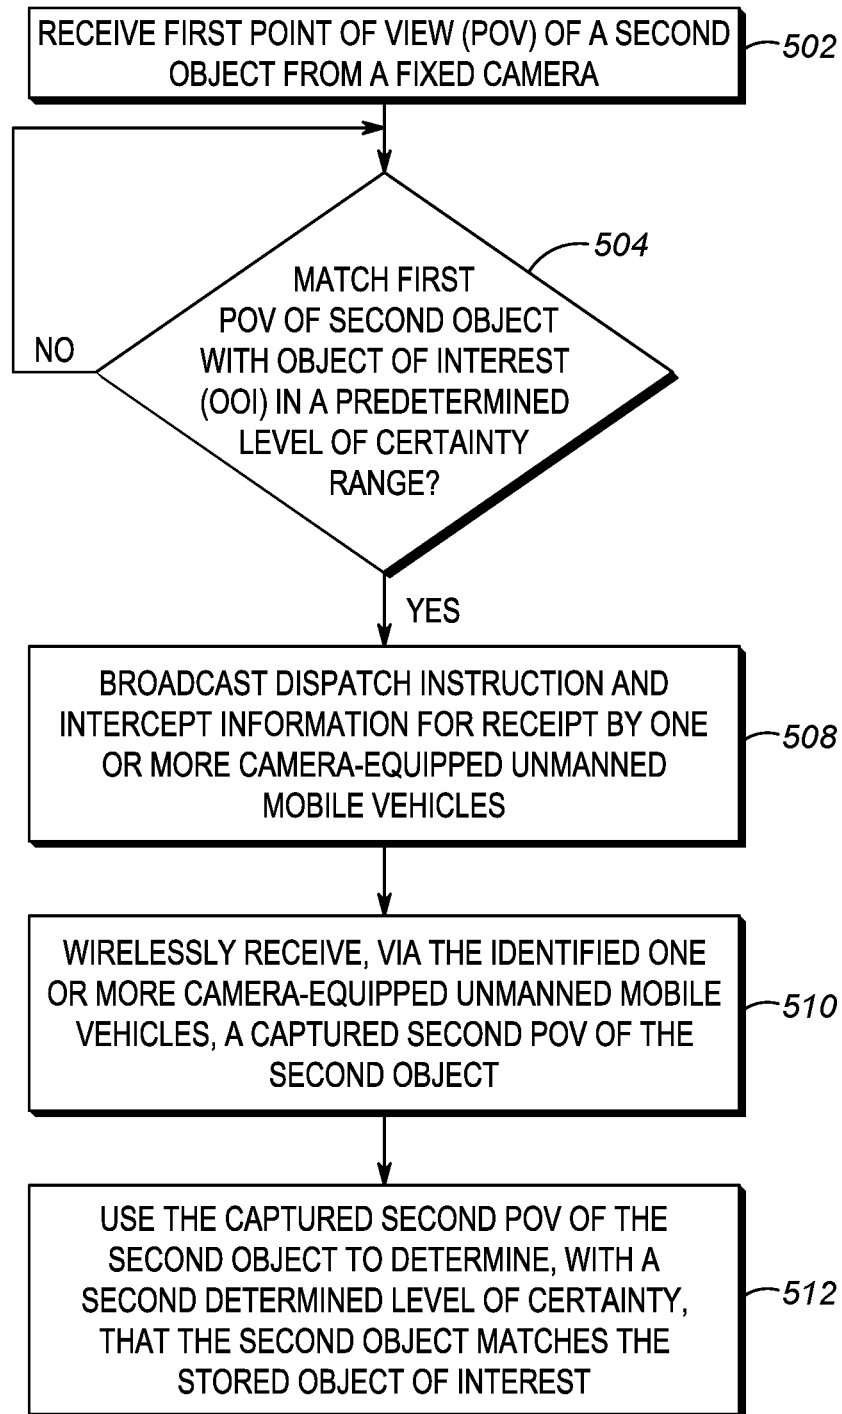 RECEIVE FIRST POINT OF VIEW (POV) OF A SECOND
OBJECT FROM A FIXED CAMERA
502
504
MATCH FIRST
POV OF SECOND OBJECT
WITH OBJECT OF INTEREST
(OOI) IN A PREDETERMINED
LEVEL OF CERTAINTY
RANGE?
NO
YES
BROADCAST DISPATCH INSTRUCTION AND
INTERCEPT INFORMATION FOR RECEIPT BY ONE
OR MORE CAMERA-EQUIPPED UNMANNED
MOBILE VEHICLES
508
WIRELESSLY RECEIVE, VIA THE IDENTIFIED ONE
OR MORE CAMERA-EQUIPPED UNMANNED MOBILE
VEHICLES, A CAPTURED SECOND POV OF THE
SECOND OBJECT
510
USE THE CAPTURED SECOND POV OF THE
SECOND OBJECT TO DETERMINE, WITH A
SECOND DETERMINED LEVEL OF CERTAINTY,
THAT THE SECOND OBJECT MATCHES THE
STORED OBJECT OF INTEREST
512